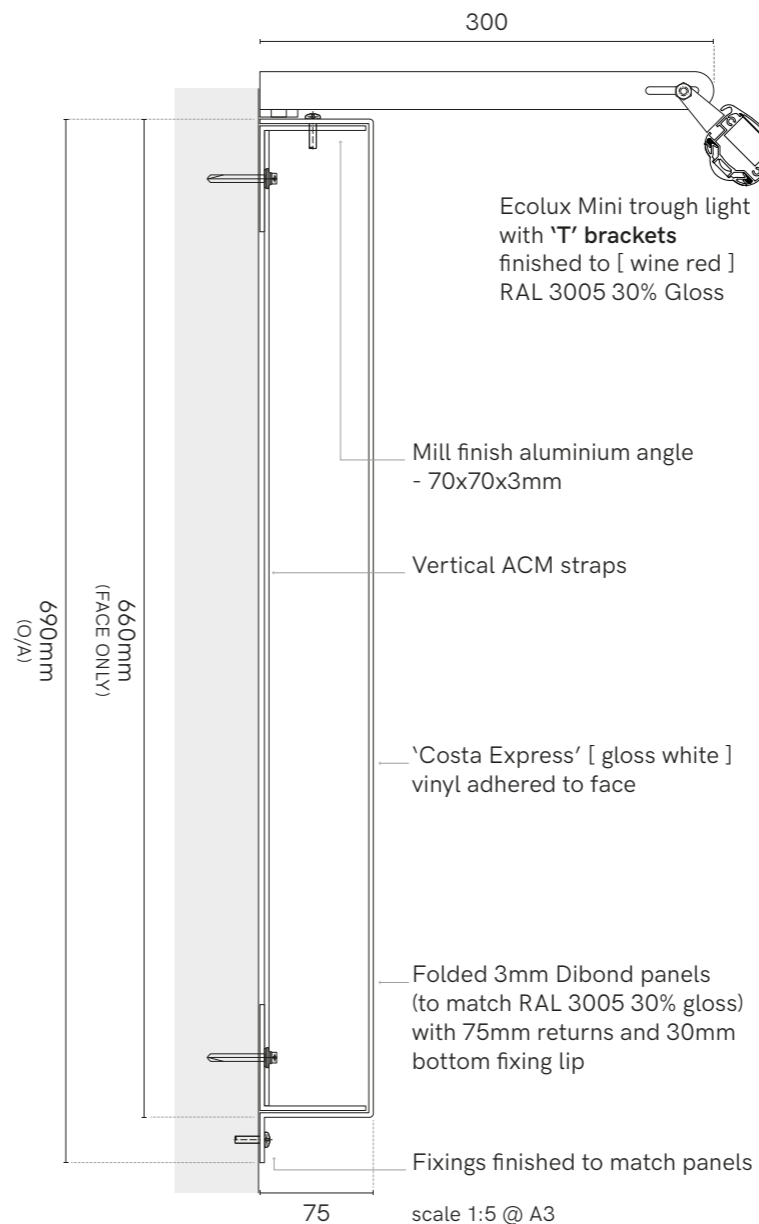 300
Ecolux Mini trough light
with ‘T’ brackets
finished to [ wine red ]
RAL 3005 30% Gloss
Mill finish aluminium angle
- 70x70x3mm
Vertical ACM straps
660mm
(FACE ONLY)
690mm
(O/A)
‘Costa Express’ [ gloss white ]
vinyl adhered to face
Folded 3mm Dibond panels
(to match RAL 3005 30% gloss)
with 75mm returns and 30mm
bottom fixing lip
Fixings finished to match panels
75
scale 1:5 @ A3